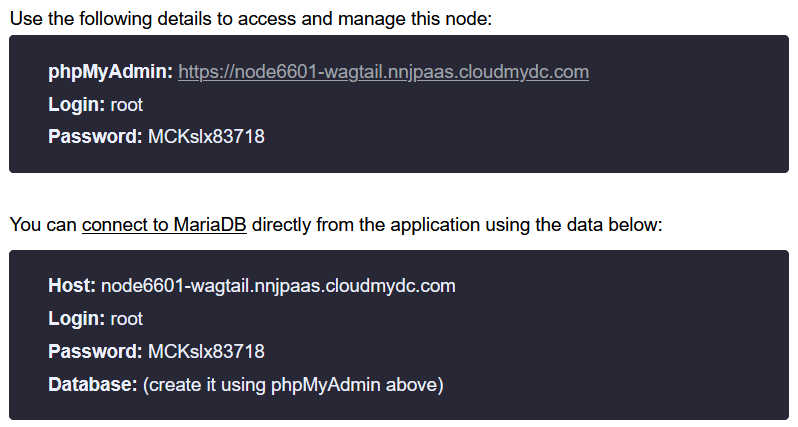 Use the following details to access and manage this node:
phpMyAdmin: https://node6601-wagtail.nnjpaas.cloudmydc.com
Login: root
Password: MCKslx83718
You can connect to MariaDB directly from the application using the data below:
Host: node6601-wagtail.nnjpaas.cloudmydc.com
Login: root
Password: MCKslx83718
Database: (create it using phpMyAdmin above)